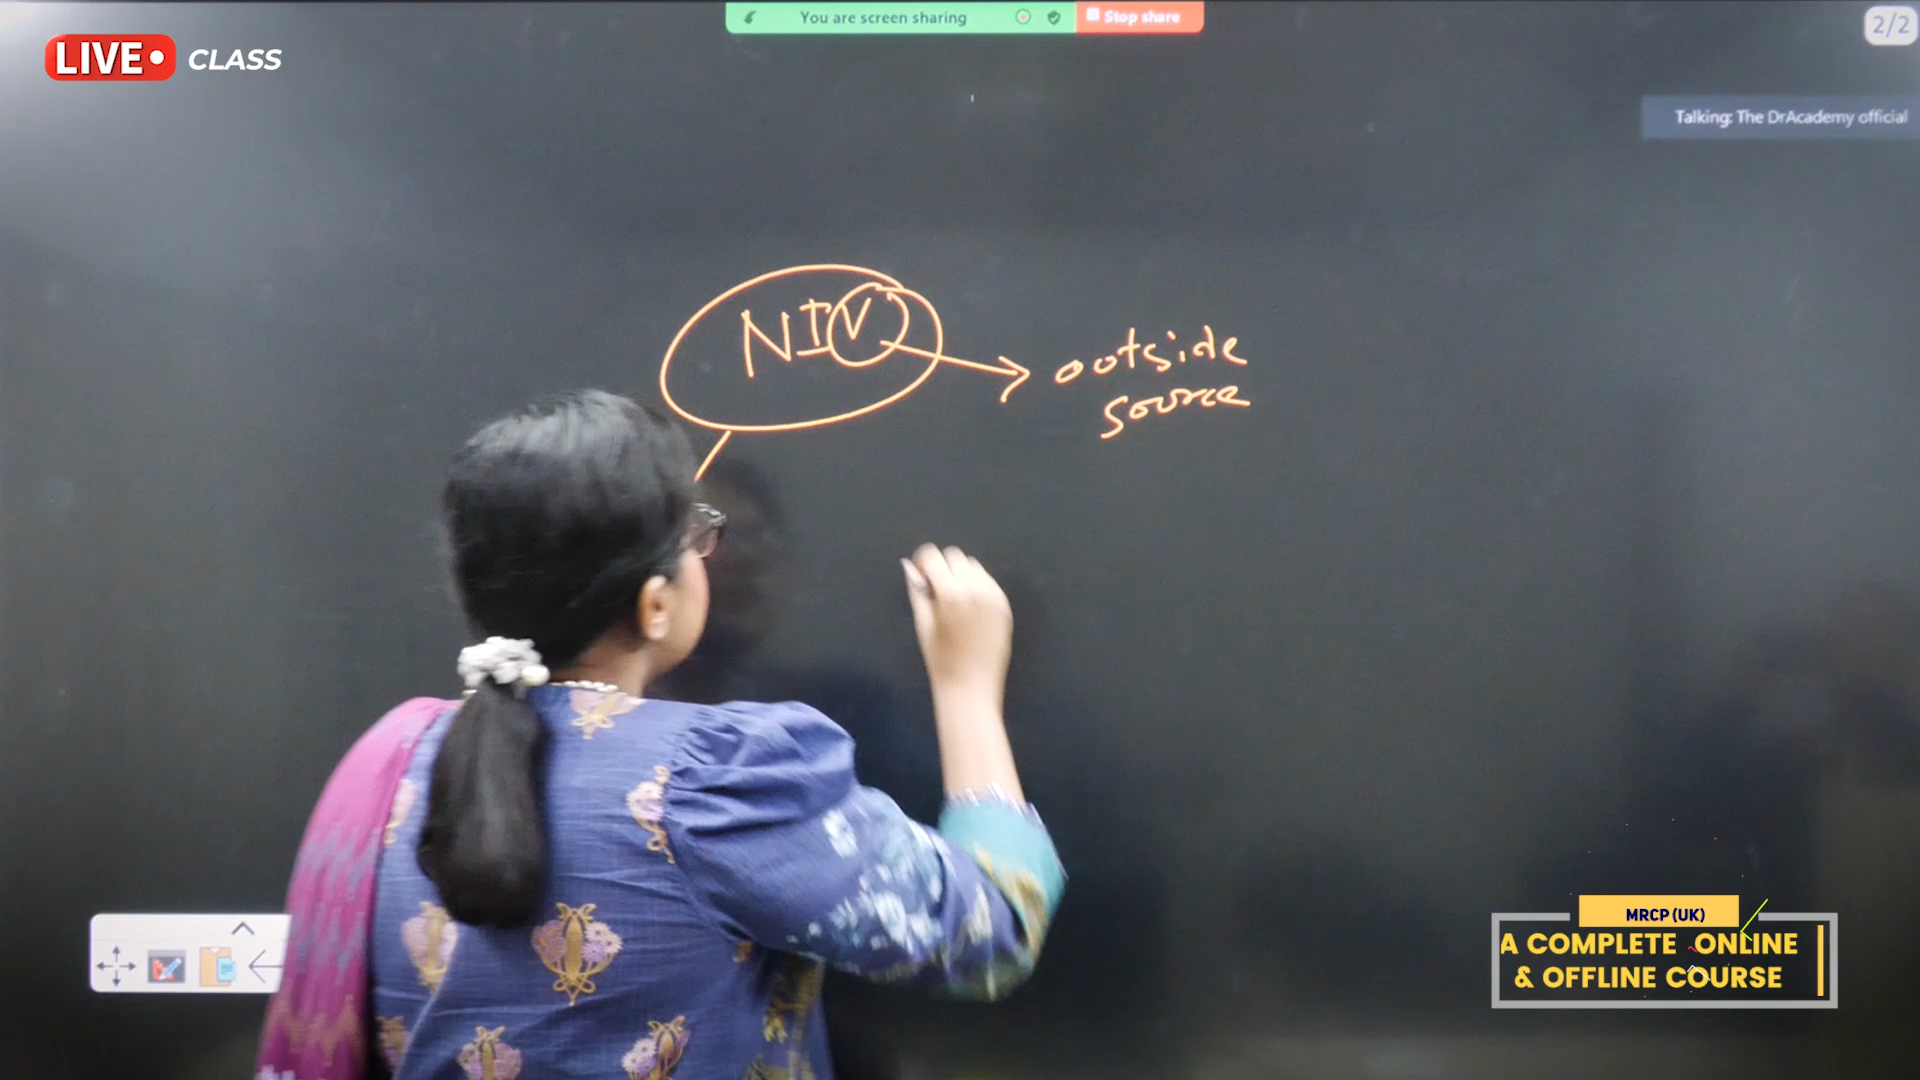 You are screen sharing
Stop share
2/2
LIVE
CLASS
Talking: The DrAcademy official
NIV
outside
source
MRCP (UK)
A COMPLETE ONLINE
& OFFLINE COURSE